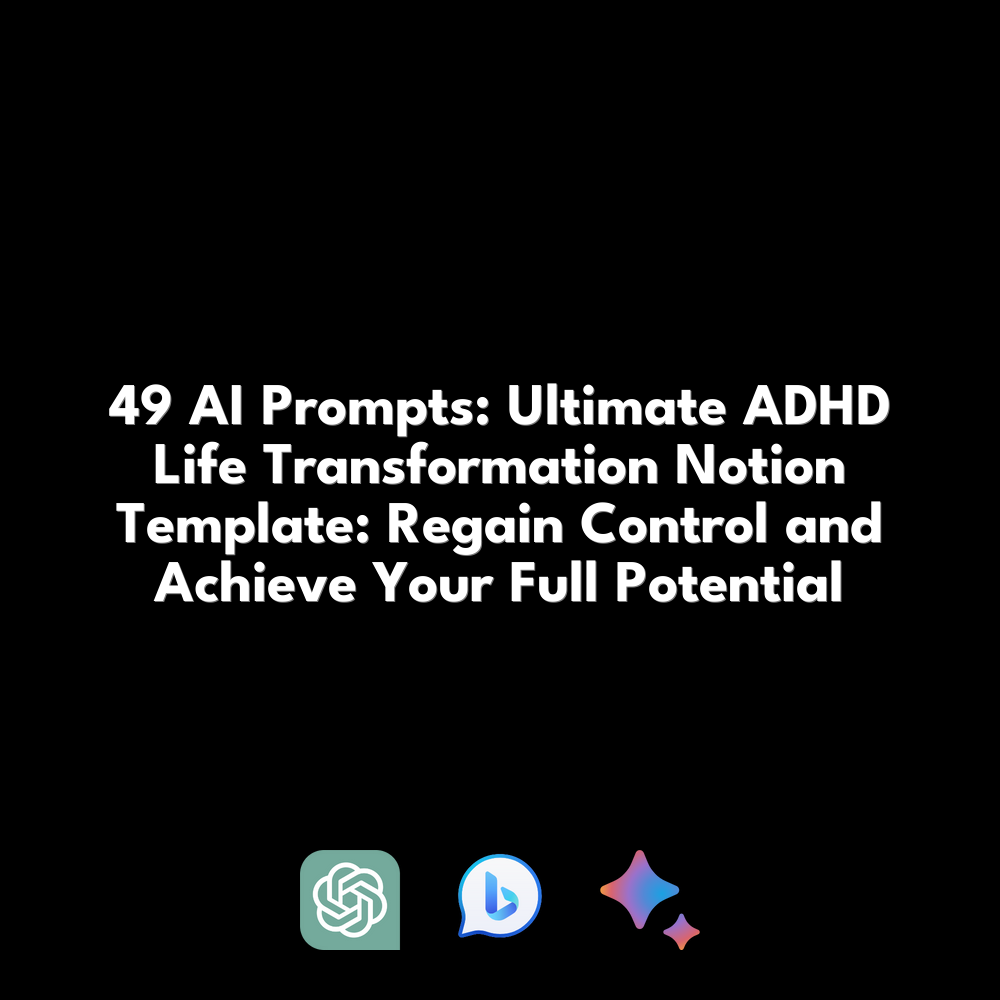 49 AI Prompts: Ultimate ADHD
Life Transformation Notion
Template: Regain Control and
Achieve Your Full Potential